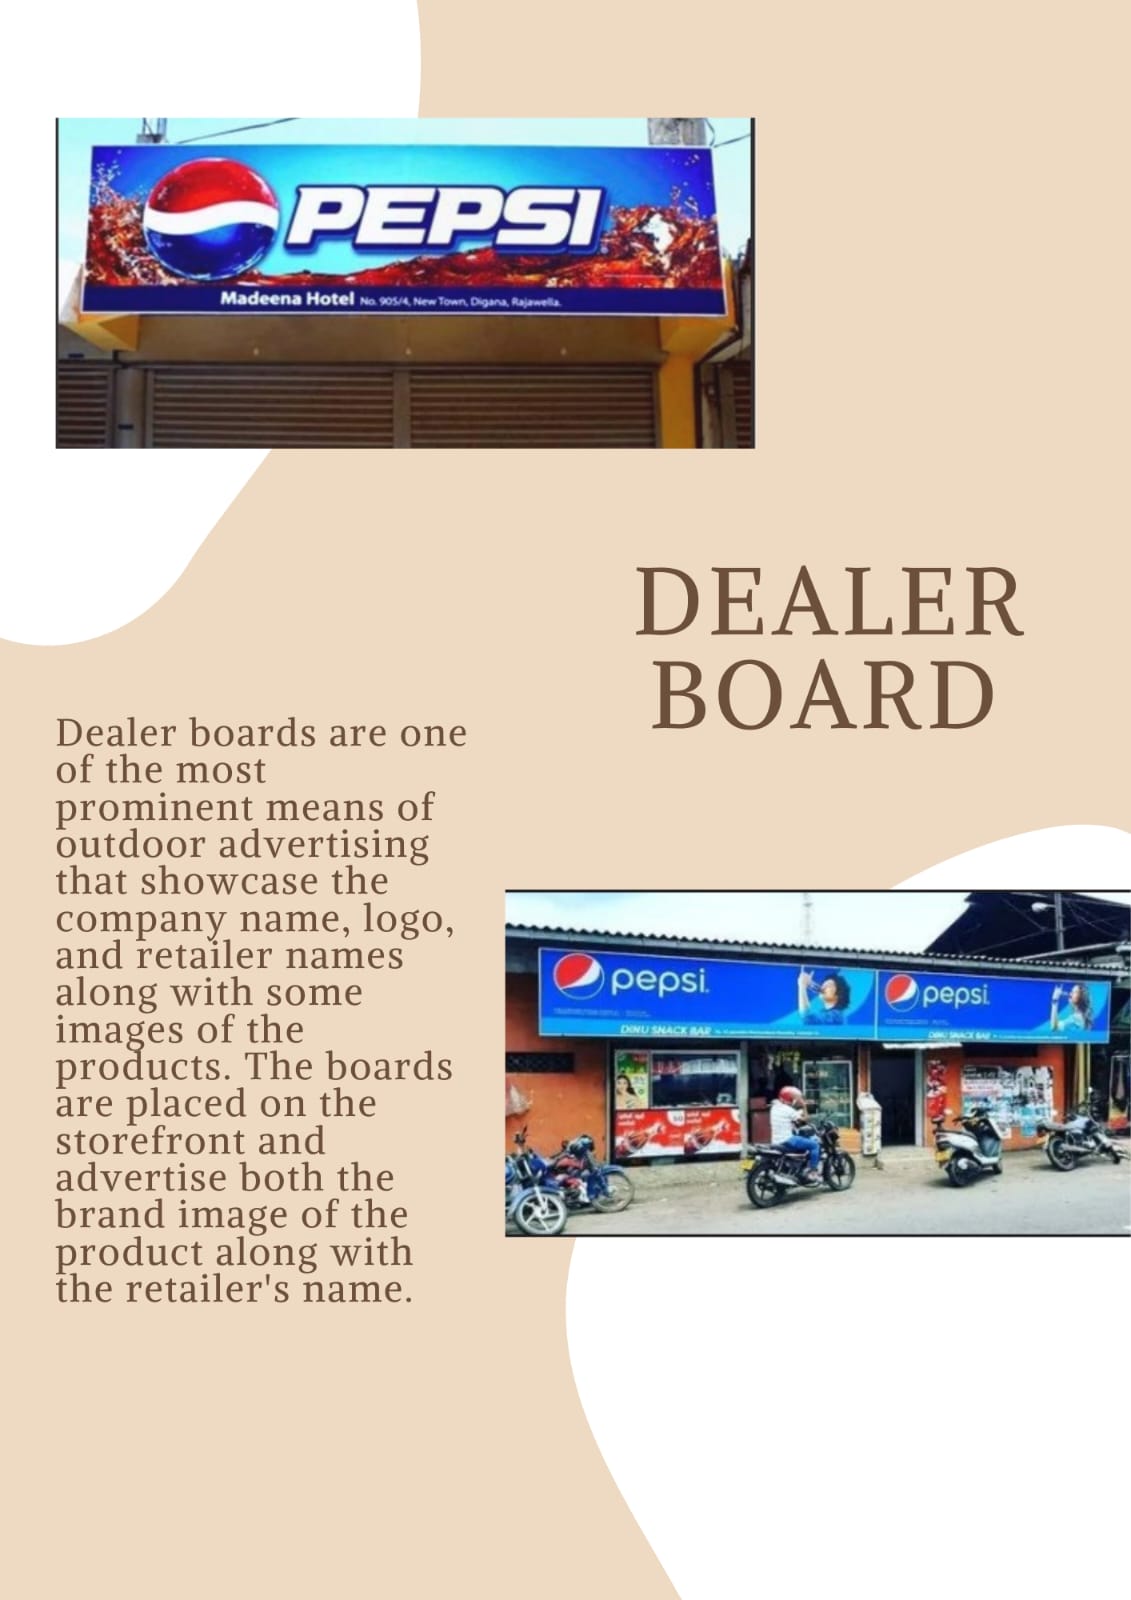 PEPSI
Madeena Hotel No. 905/4, New Town, Digana, Rajawella.
DEALER
BOARD
Dealer boards are one
of the most
prominent means of
outdoor advertising
that showcase the
company name, logo,
and retailer names
along with some
images of the
products. The boards
are placed on the
storefront and
advertise both the
brand image of the
product along with
the retailer's name.
pepsi
pepsi
DINU SNACK BAR
DINU SNACK BAR